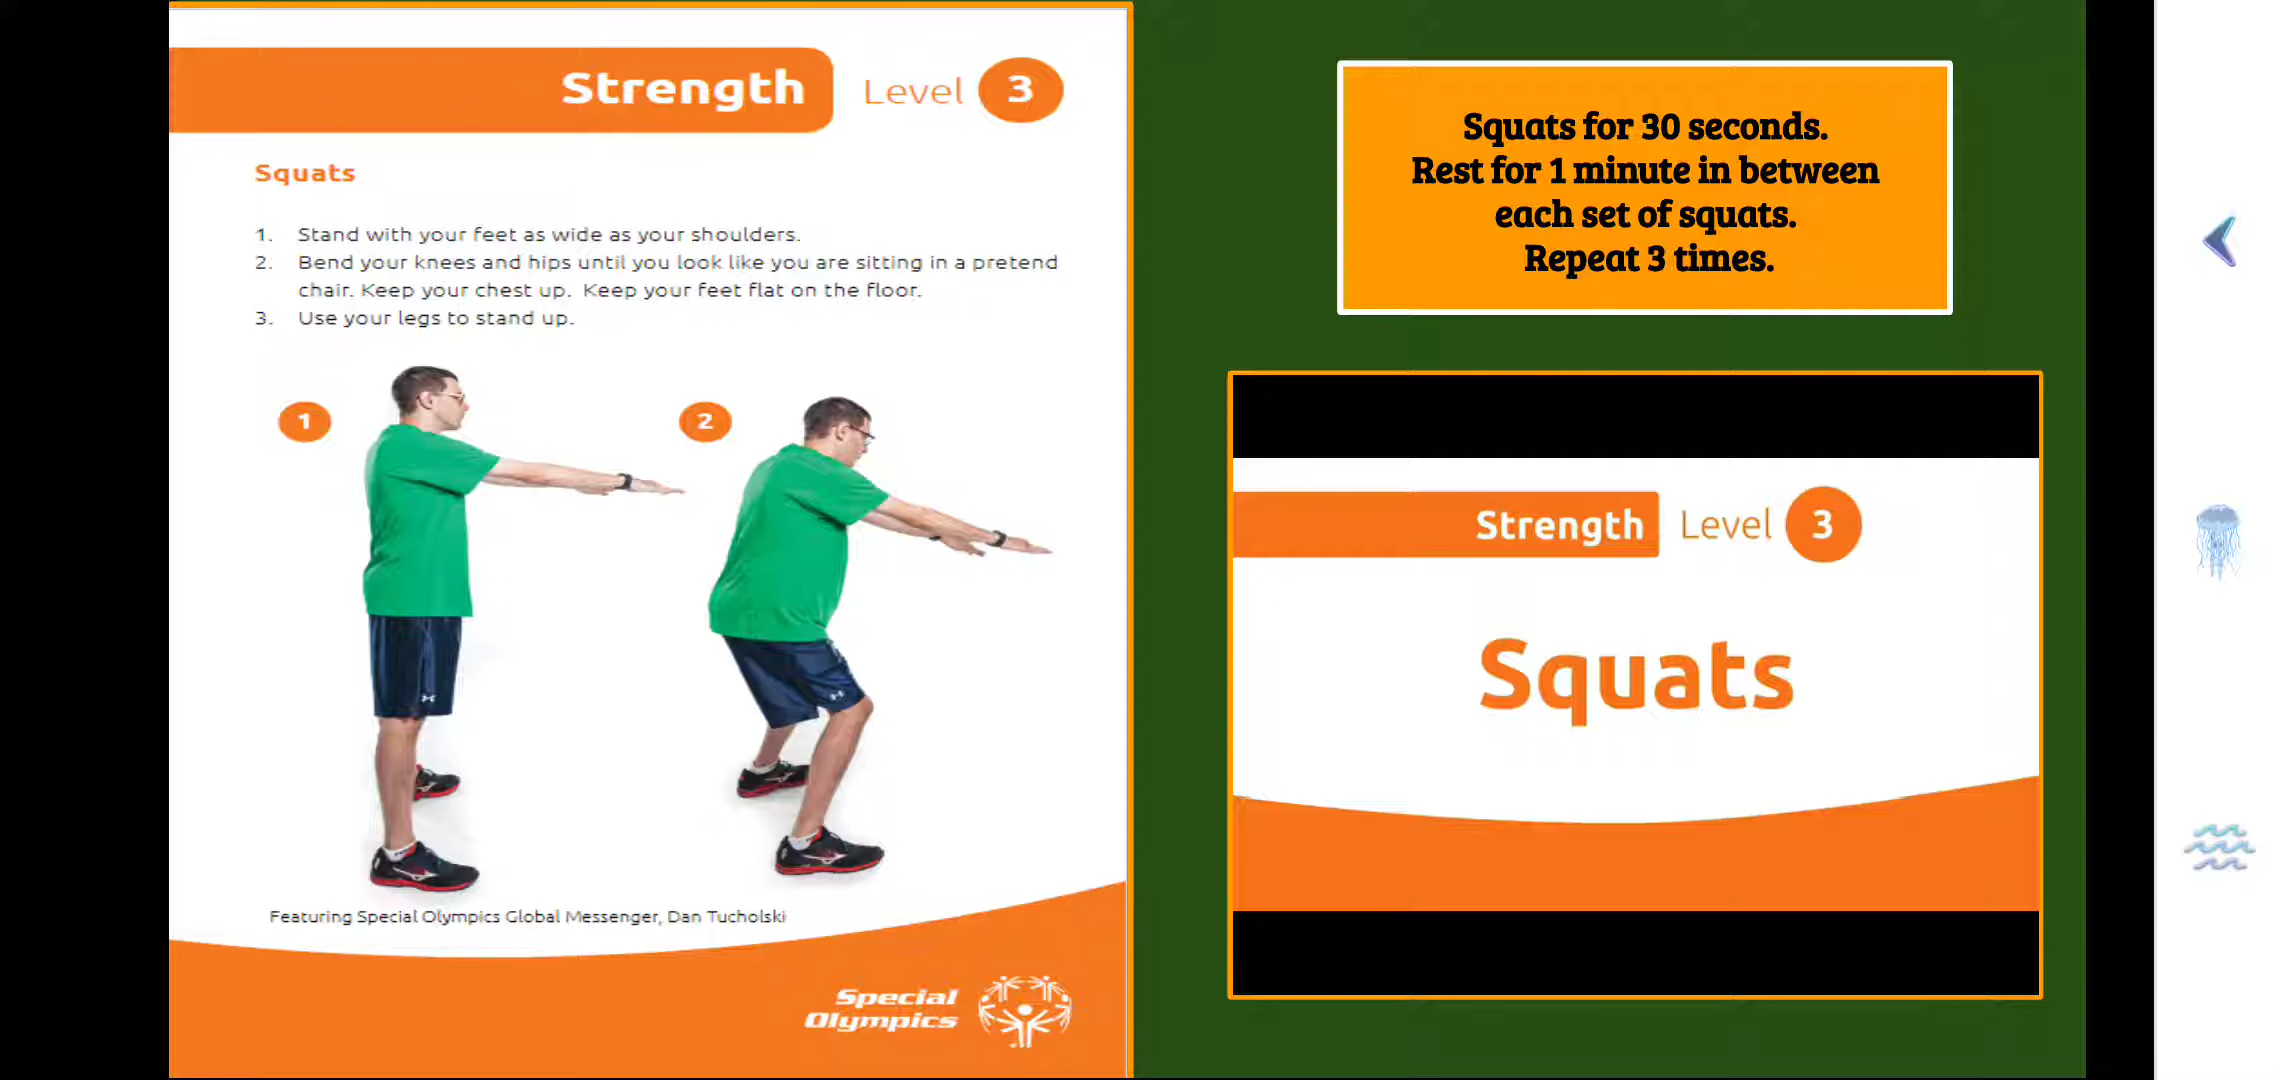 Strength Level 3
Squats
1. Stand with your feet as wide as your shoulders.
2. Bend your knees and hips until you look like you are sitting in a pretend
chair. Keep your chest up. Keep your feet flat on the floor.
3. Use your legs to stand up.
1
2
Featuring Special Olympics Global Messenger, Dan Tucholski
Special
Olympics
Squats for 30 seconds.
Rest for 1 minute in between
each set of squats.
Repeat 3 times.
Strength Level 3
Squats